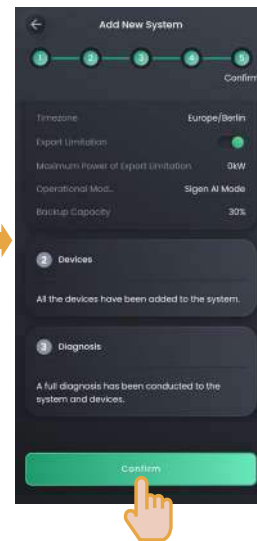 Add New System
1 2 3 4 5
Confirm
Timezone Europe/Berlin
Export Limitation
Maximum Power of Export Limitation 0kW
Operational Mod... Sigen AI Mode
Backup Capacity 30%
2 Devices
All the devices have been added to the system.
3 Diagnosis
A full diagnosis has been conducted to the
system and devices.
Confirm